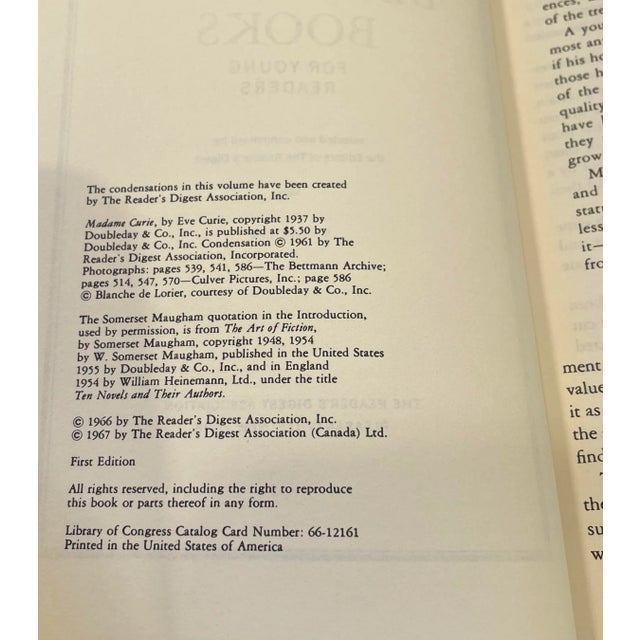 BOOKS
FOR YOUNG
READERS
The condensations in this volume have been created
by The Reader's Digest Association, Inc.
Madame Curie, by Eve Curie, copyright 1937 by
Doubleday & Co., Inc., is published at $5.50 by
Doubleday & Co., Inc. Condensation © 1961 by The
Reader's Digest Association, Incorporated.
Photographs: pages 539, 541, 586—The Bettmann Archive;
pages 514, 547, 570—Culver Pictures, Inc.; page 586
© Blanche de Lorier, courtesy of Doubleday & Co., Inc.
The Somerset Maugham quotation in the Introduction,
used by permission, is from The Art of Fiction,
by Somerset Maugham, copyright 1948, 1954
by W. Somerset Maugham, published in the United States
1955 by Doubleday & Co., Inc., and in England
1954 by William Heinemann, Ltd., under the title
Ten Novels and Their Authors.
© 1966 by The Reader's Digest Association, Inc.
© 1967 by The Reader's Digest Association (Canada) Ltd.
First Edition
All rights reserved, including the right to reproduce
this book or parts thereof in any form.
Library of Congress Catalog Card Number: 66-12161
Printed in the United States of America
ences,
of the tre
A you
most an
if his ho
those h
of the
quality
have
they
grow
M
and
statu
less
it—
from
ment
value
it as
the
find
T
the
su
w